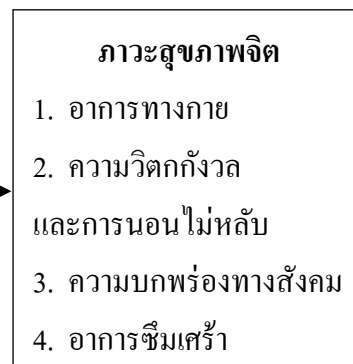 ภาวะสุขภาพจิต
1. อาการทางกาย
2. ความวิตกกังวล
และการนอนไม่หลับ
3. ความบกพร่องทางสังคม
4. อาการซึมเศร้า